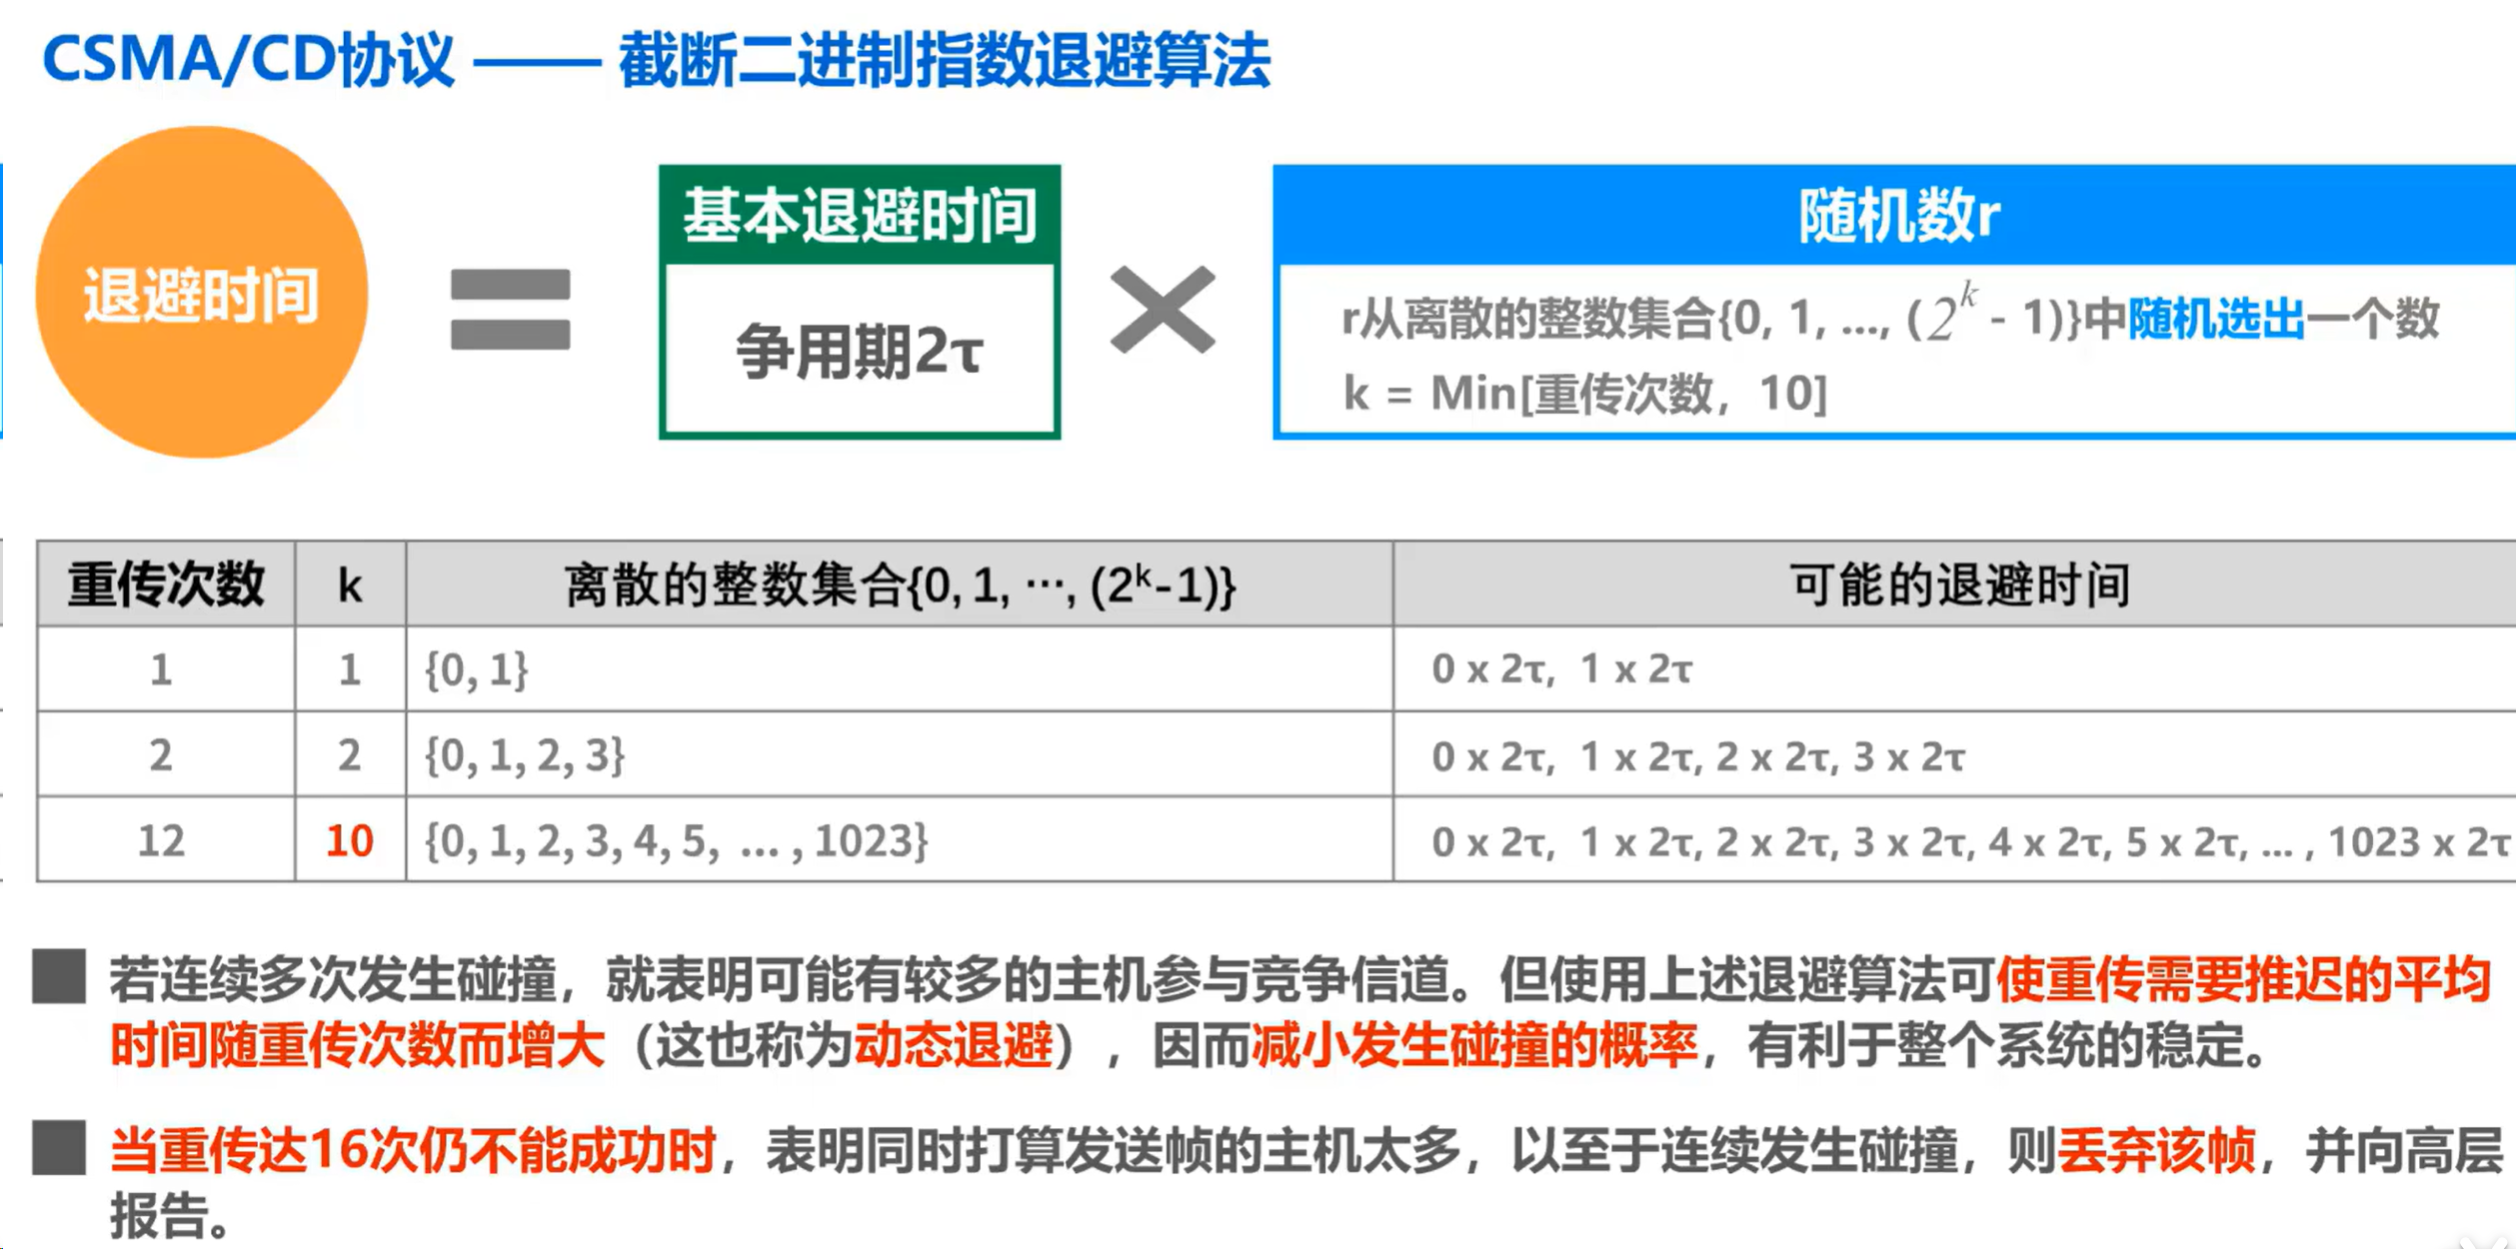 CSMA/CD协议 —— 截断二进制指数退避算法
退避时间
=
基本退避时间
争用期2τ
×
随机数r
r从离散的整数集合{0, 1, ..., (2^k - 1)}中随机选出一个数
k = Min[重传次数，10]
重传次数 k 离散的整数集合{0, 1, ···, (2^k-1)} 可能的退避时间
1 1 {0, 1} 0 x 2τ, 1 x 2τ
2 2 {0, 1, 2, 3} 0 x 2τ, 1 x 2τ, 2 x 2τ, 3 x 2τ
12 10 {0, 1, 2, 3, 4, 5, ... , 1023} 0 x 2τ, 1 x 2τ, 2 x 2τ, 3 x 2τ, 4 x 2τ, 5 x 2τ, ... , 1023 x 2τ
若连续多次发生碰撞，就表明可能有较多的主机参与竞争信道。但使用上述退避算法可使重传需要推迟的平均
时间随重传次数而增大（这也称为动态退避），因而减小发生碰撞的概率，有利于整个系统的稳定。
当重传达16次仍不能成功时，表明同时打算发送帧的主机太多，以至于连续发生碰撞，则丢弃该帧，并向高层
报告。